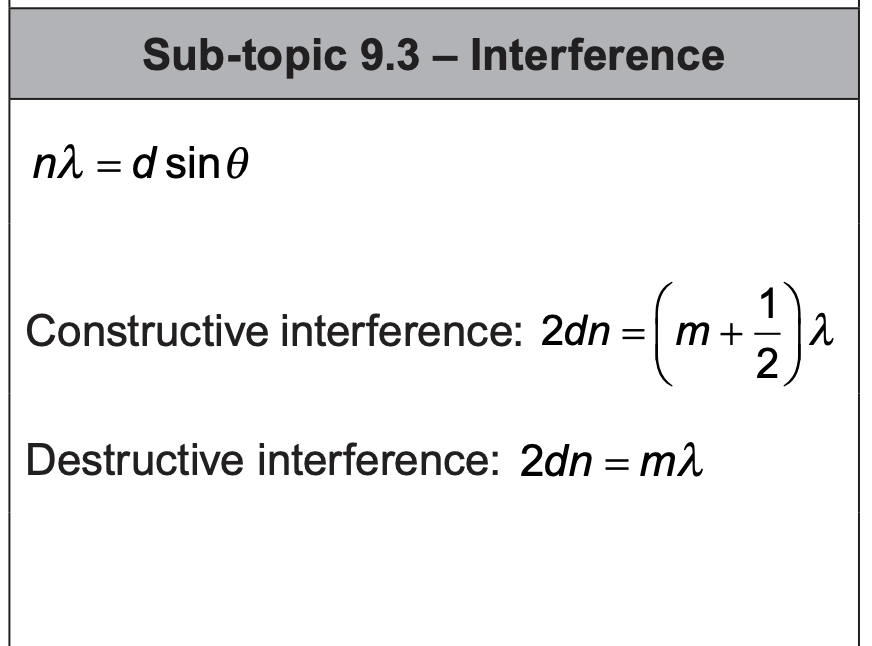 Sub-topic 9.3 – Interference
nλ = d sinθ
Constructive interference: 2dn = (m + 1/2) λ
Destructive interference: 2dn = mλ